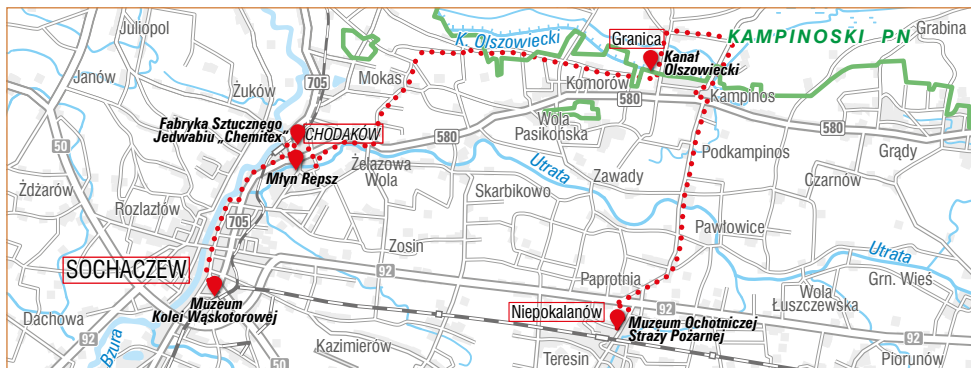 Juliopol
K. Olszowiecki
Granica
KAMPINOSKI PN
Grabina
Janów
705
Mokas
Kanał
Olszowiecki
Żuków
Komorów
580
Kampinos
Fabryka Sztucznego
Jedwabiu „Chemitex”
CHODAKÓW
580
Wola
Pasikońska
580
50
Młyn Repsz
Żelazowa
Wola
Utrata
Podkampinos
Grądy
Żdżarów
Zawady
Czarnów
Skarbikowo
Rozlazłów
705
Pawłowice
Zosin
Utrata
SOCHACZEW
92
Paprotnia
Grn. Wieś
Muzeum
Kolei Wąskotorowej
Niepokalanów
92
Wola
Łuszczewska
92
Dachowa
Muzeum Ochotniczej
Straży Pożarnej
92
Bzura
50
Kazimierów
Teresin
Piorunów